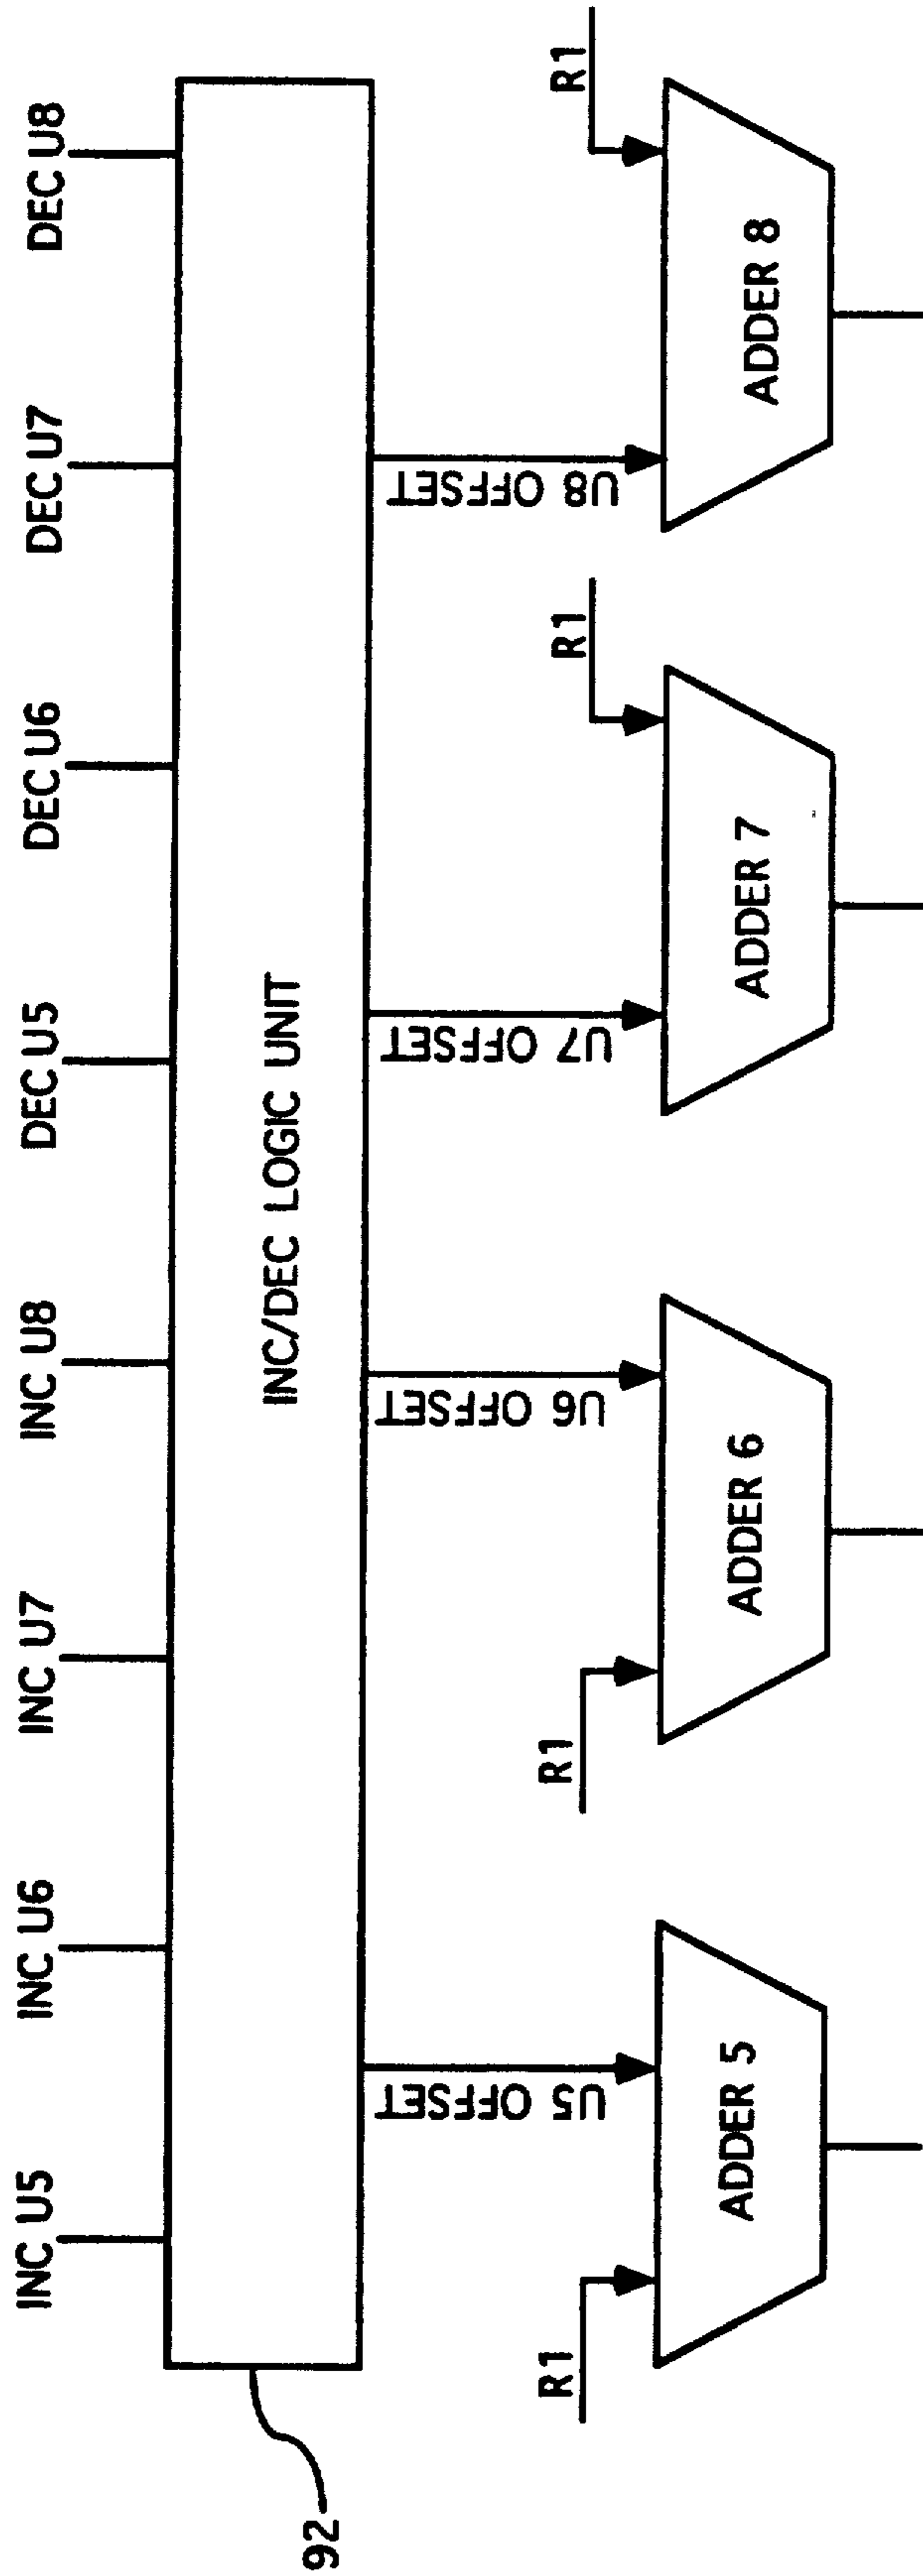 INC U5
INC U6
INC U7
INC U8
DEC U5
DEC U6
DEC U7
DEC U8
92
INC/DEC LOGIC UNIT
U5 OFFSET
U6 OFFSET
U7 OFFSET
U8 OFFSET
R1
R1
R1
R1
ADDER 5
ADDER 6
ADDER 7
ADDER 8